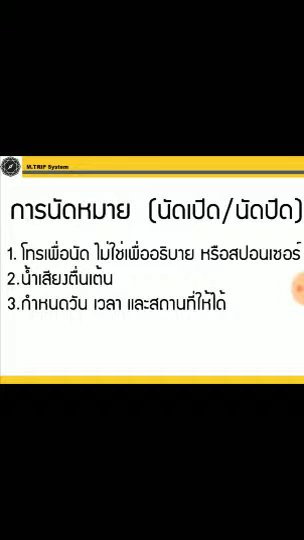 M.TRIP System
การนัดหมาย (นัดเปิด/นัดปิด)
1. โทรเพื่อนัด ไม่ใช่เพื่ออธิบาย หรือสปอนเซอร์
2.น้ำเสียงตื่นเต้น
3.กำหนดวัน เวลา และสถานที่ให้ได้